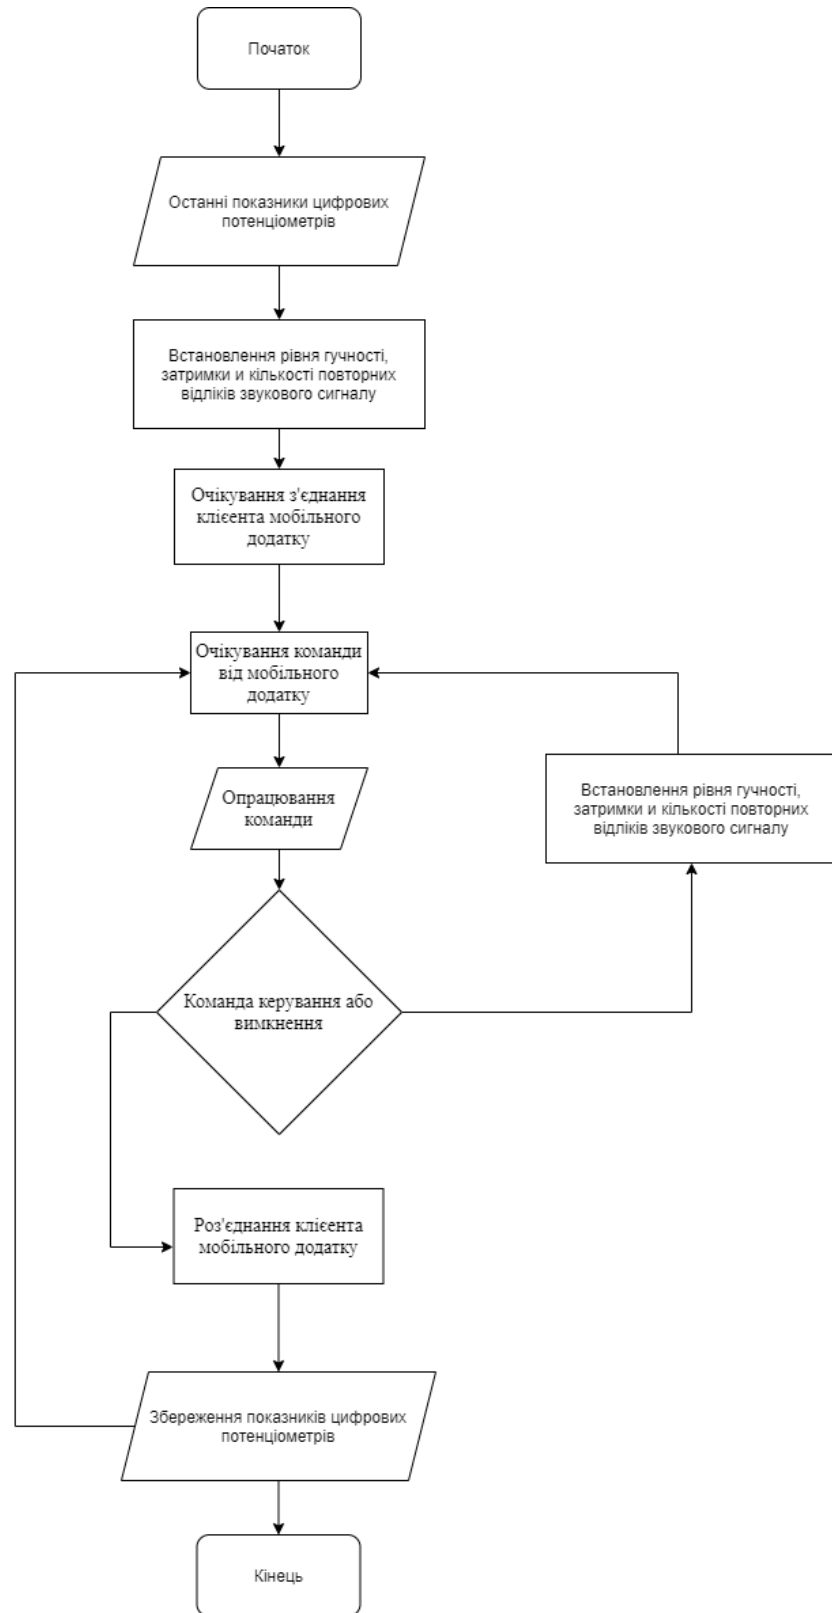 Початок
Останні показники цифрових
потенціометрів
Встановлення рівня гучності,
затримки и кількості повторних
відліків звукового сигналу
Очікування з'єднання
клієента мобільного
додатку
Очікування команди
від мобільного
додатку
Опрацювання
команди
Встановлення рівня гучності,
затримки и кількості повторних
відліків звукового сигналу
Команда керування або
вимкнення
Роз'єднання клієента
мобільного додатку
Збереження показників цифрових
потенціометрів
Кінець